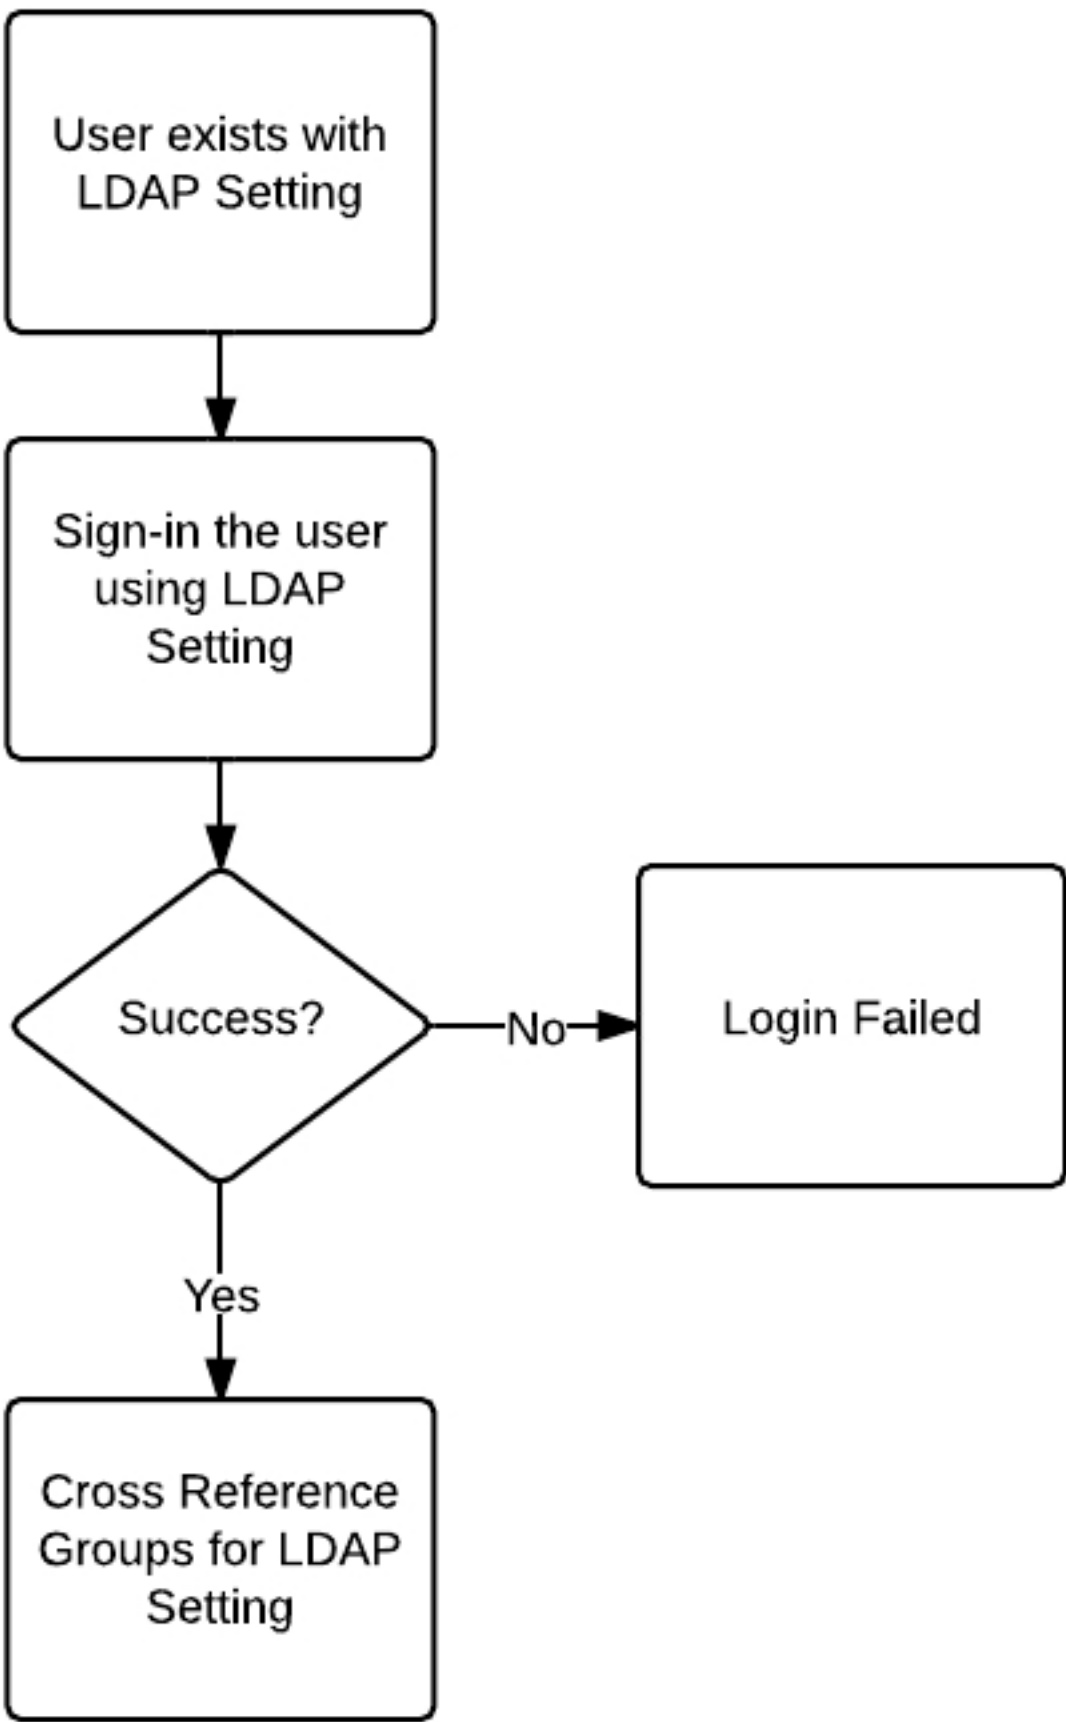 User exists with
LDAP Setting
Sign-in the user
using LDAP
Setting
Success?
No
Login Failed
Yes
Cross Reference
Groups for LDAP
Setting